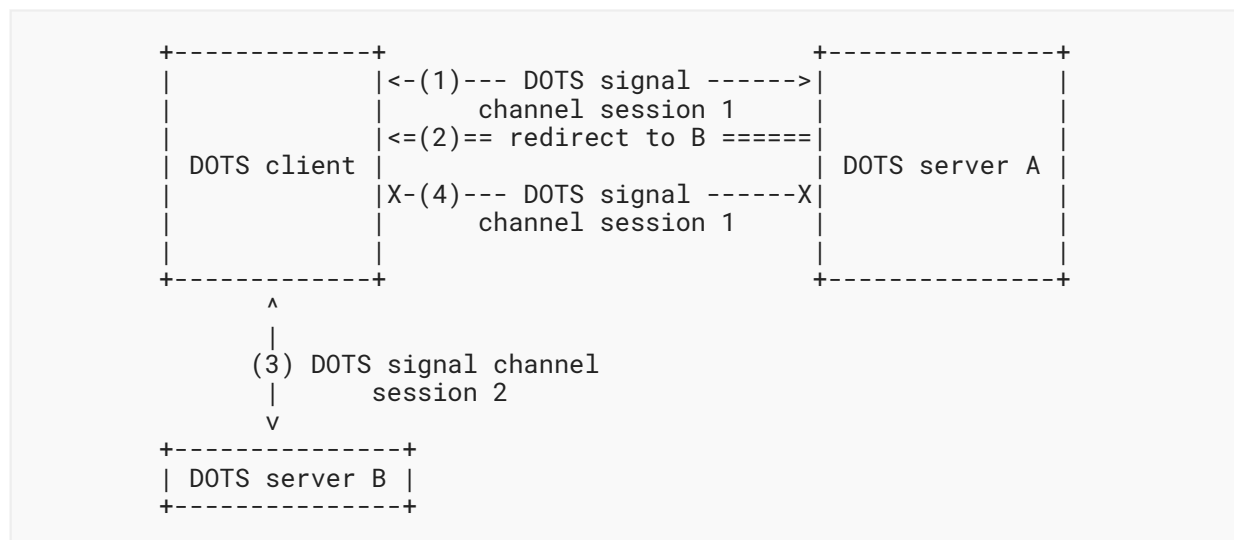 +-------------+                            +---------------+
|             |<-(1)--- DOTS signal ------>|               |
|             |      channel session 1     |               |
|             |<=(2)== redirect to B ======|               |
| DOTS client |                            | DOTS server A |
|             |X-(4)--- DOTS signal ------X|               |
|             |      channel session 1     |               |
|             |                            |               |
+-------------+                            +---------------+
       ^
       |
      (3) DOTS signal channel
       |      session 2
       v
+---------------+
| DOTS server B |
+---------------+